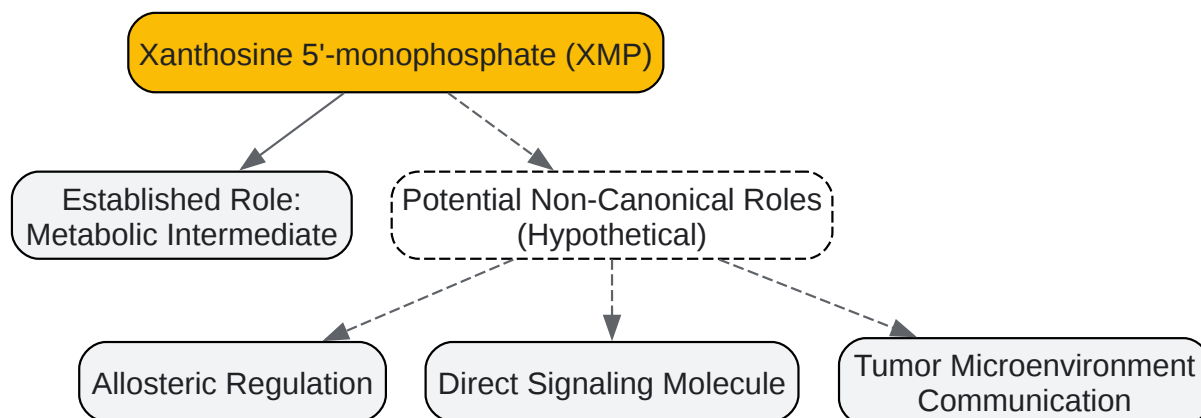 Xanthosine 5'-monophosphate (XMP)
Established Role:
Metabolic Intermediate
Potential Non-Canonical Roles
(Hypothetical)
Allosteric Regulation
Direct Signaling Molecule
Tumor Microenvironment
Communication